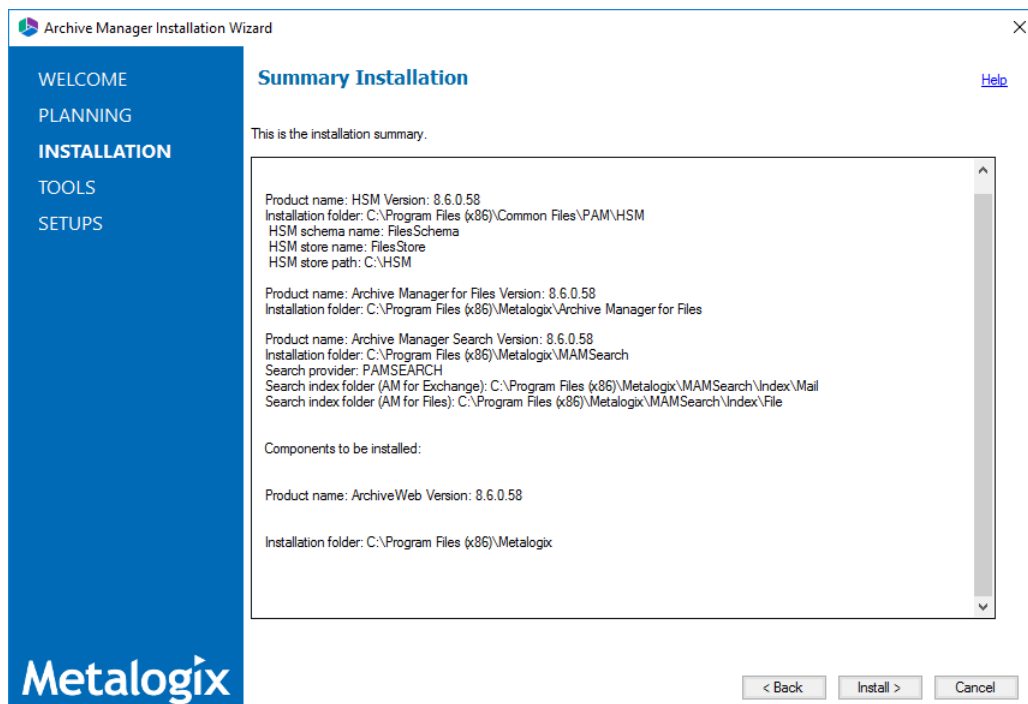 Archive Manager Installation Wizard
WELCOME
PLANNING
INSTALLATION
TOOLS
SETUPS
Metalogix
Summary Installation
Help
This is the installation summary.
Product name: HSM Version: 8.6.0.58
Installation folder: C:\Program Files (x86)\Common Files\PAM\HSM
HSM schema name: FilesSchema
HSM store name: FilesStore
HSM store path: C:\HSM
Product name: Archive Manager for Files Version: 8.6.0.58
Installation folder: C:\Program Files (x86)\Metalogix\Archive Manager for Files
Product name: Archive Manager Search Version: 8.6.0.58
Installation folder: C:\Program Files (x86)\Metalogix\MAMSearch
Search provider: PAMSEARCH
Search index folder (AM for Exchange): C:\Program Files (x86)\Metalogix\MAMSearch\Index\Mail
Search index folder (AM for Files): C:\Program Files (x86)\Metalogix\MAMSearch\Index\File
Components to be installed:
Product name: ArchiveWeb Version: 8.6.0.58
Installation folder: C:\Program Files (x86)\Metalogix
< Back
Install >
Cancel